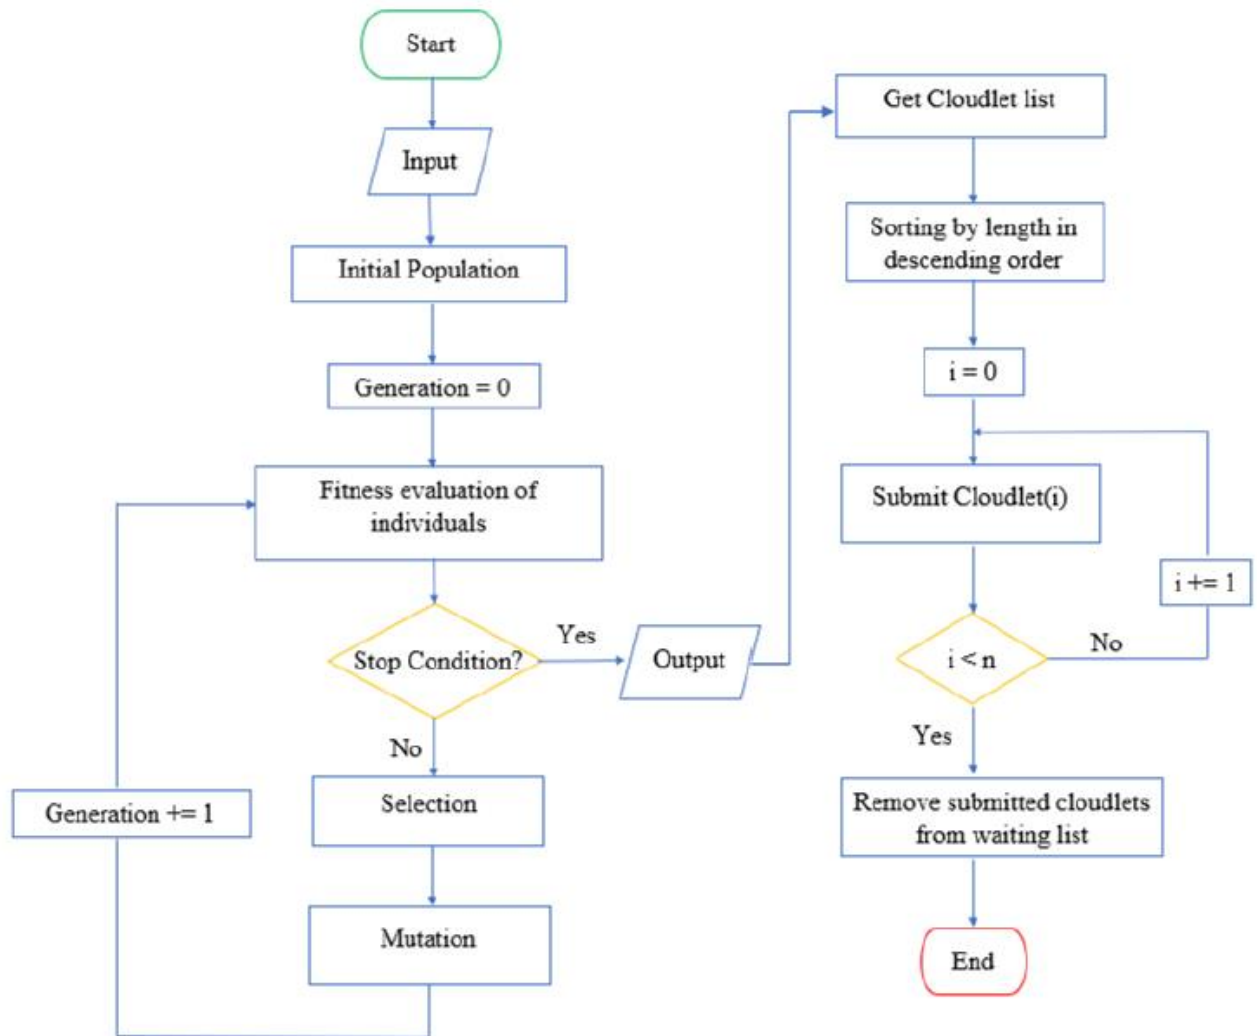 Start
Input
Initial Population
Generation = 0
Fitness evaluation of
individuals
Stop Condition?
Yes
Output
No
Selection
Mutation
Generation += 1
Get Cloudlet list
Sorting by length in
descending order
i = 0
Submit Cloudlet(i)
i += 1
i < n
No
Yes
Remove submitted cloudlets
from waiting list
End